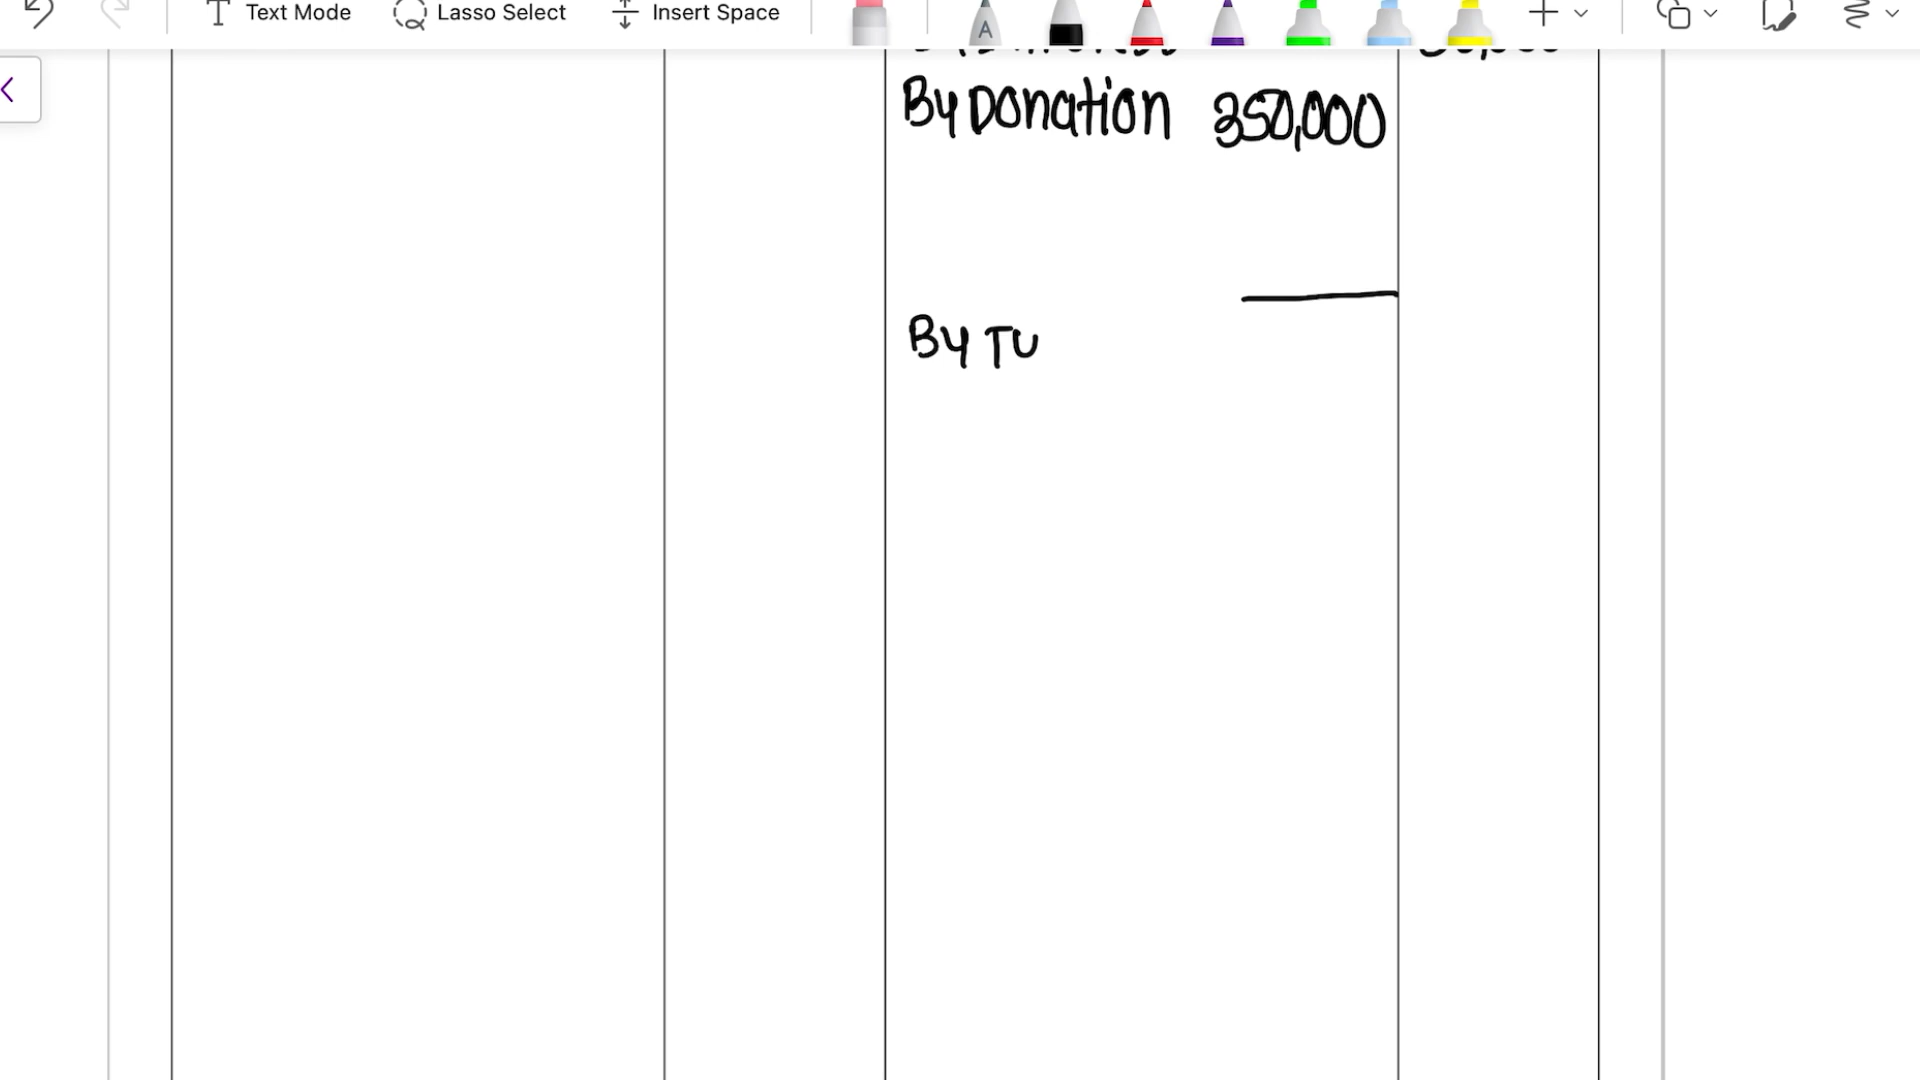 Text Mode Lasso Select Insert Space
A
By Donation 350,000
By TU